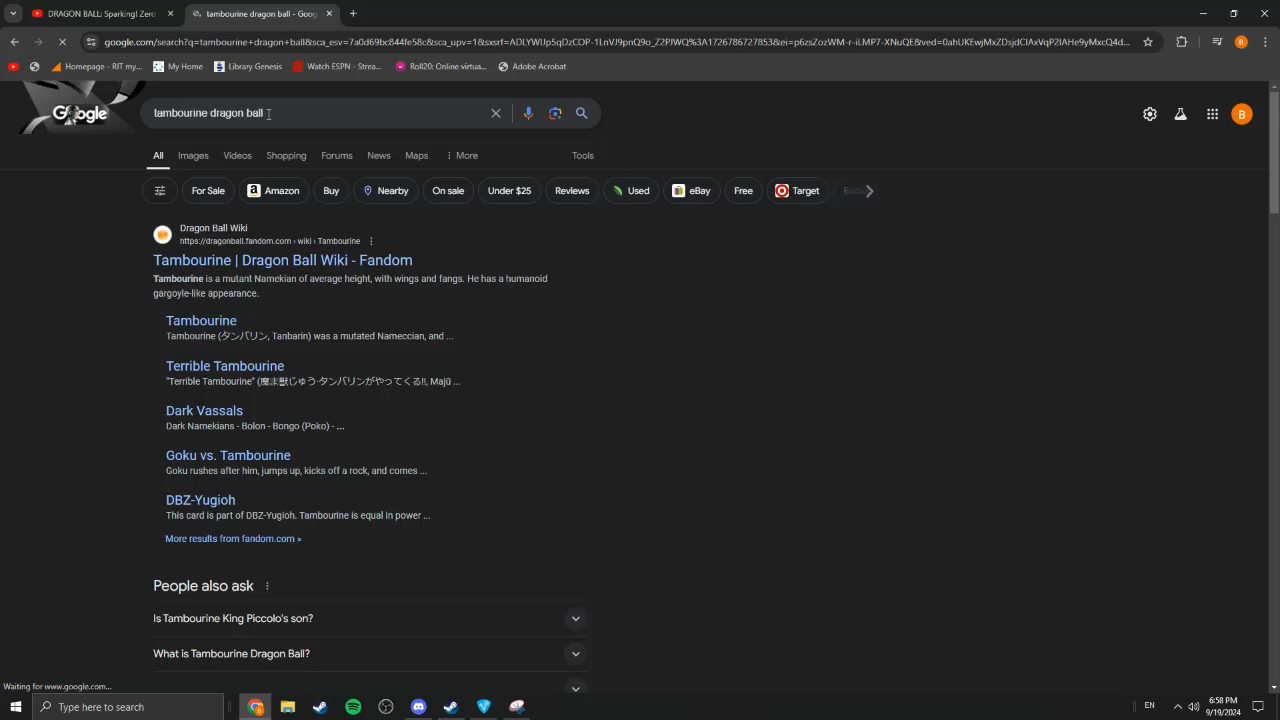 DRAGON BALL: Sparking! Zero
tambourine dragon ball - Goog
google.com/search?q=tambourine+dragon+ball&sca_esv=7a0d69bc844fe58c&sca_upv=1&sxsrf=ADLYWIJp5qDzCOP-1LnVJ9pnQ9o_Z2PJWQ%3A1726786727853&ei=p6zsZozWM-r-iLMP7-XNuQE&ved=0ahUKEwjMxZDsjdCIAxVqP2IAHe9yMxcQ4d...
Homepage - RIT my...
My Home
Library Genesis
Watch ESPN - Strea...
Roll20: Online virtua...
Adobe Acrobat
Google
tambourine dragon ball
B
All Images Videos Shopping Forums News Maps More Tools
For Sale Amazon Buy Nearby On sale Under $25 Reviews Used eBay Free Target
Dragon Ball Wiki
https://dragonball.fandom.com › wiki › Tambourine
Tambourine | Dragon Ball Wiki - Fandom
Tambourine is a mutant Namekian of average height, with wings and fangs. He has a humanoid
gargoyle-like appearance.
Tambourine
Tambourine (タンバリン, Tanbarin) was a mutated Nameccian, and ...
Terrible Tambourine
"Terrible Tambourine" (魔ま獣じゅう·タンバリンがやってくる!!, Majū ...
Dark Vassals
Dark Namekians - Bolon - Bongo (Poko) - ...
Goku vs. Tambourine
Goku rushes after him, jumps up, kicks off a rock, and comes ...
DBZ-Yugioh
This card is part of DBZ-Yugioh. Tambourine is equal in power ...
More results from fandom.com »
People also ask
Is Tambourine King Piccolo's son?
What is Tambourine Dragon Ball?
Waiting for www.google.com...
Type here to search
EN
6:58 PM
9/19/2024